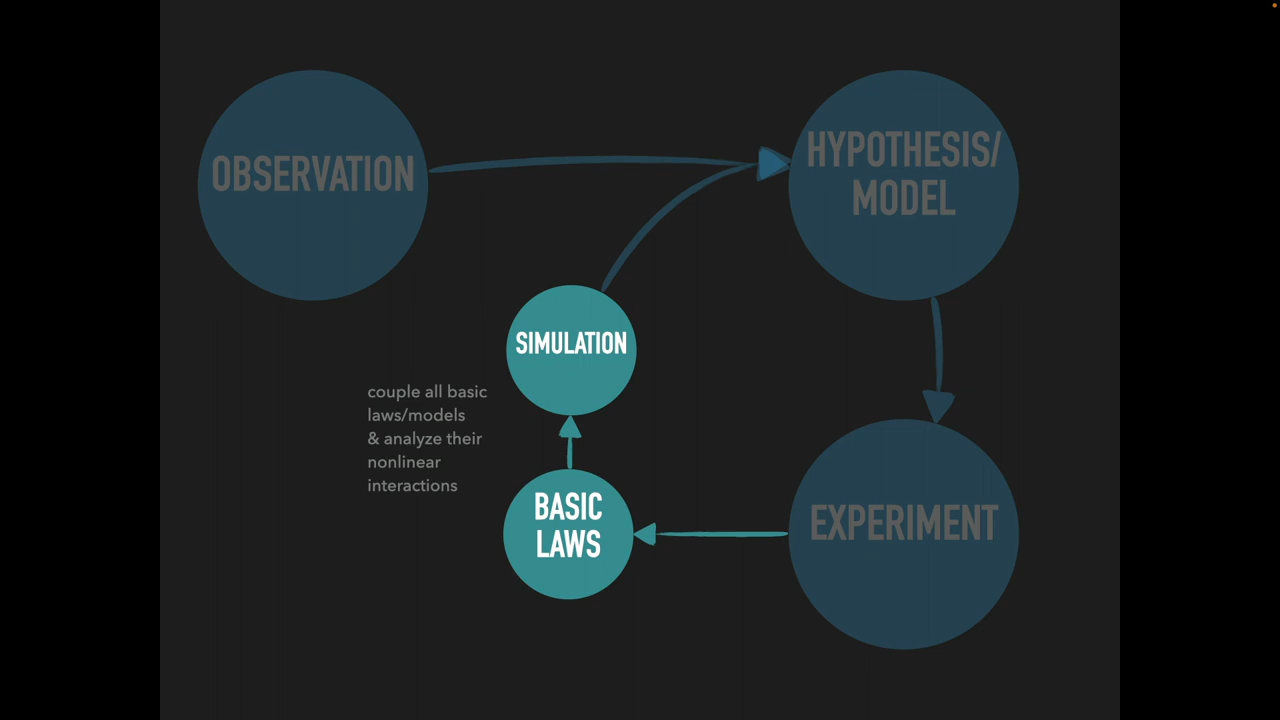 OBSERVATION
HYPOTHESIS/
MODEL
SIMULATION
couple all basic
laws/models
& analyze their
nonlinear
interactions
BASIC
LAWS
EXPERIMENT